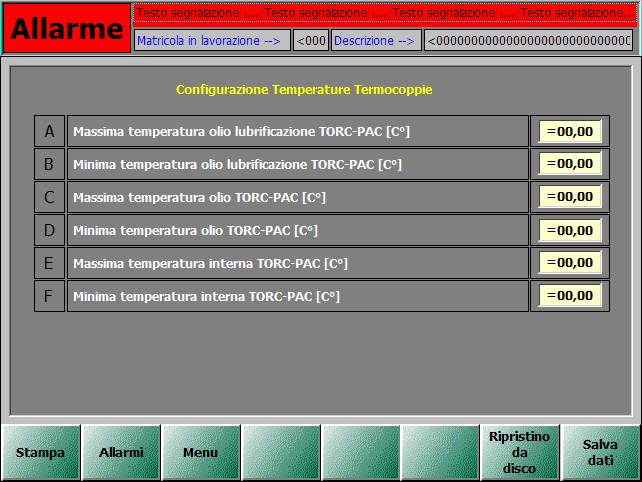 Allarme
Testo segnalazione .... Testo segnalazione .... Testo segnalazione .... Testo segnalazione...
Matricola in lavorazione --> <000 Descrizione --> <000000000000000000000000000
Configurazione Temperature Termocoppie
A Massima temperatura olio lubrificazione TORC-PAC [C°] =00,00
B Minima temperatura olio lubrificazione TORC-PAC [C°] =00,00
C Massima temperatura olio TORC-PAC [C°] =00,00
D Minima temperatura olio TORC-PAC [C°] =00,00
E Massima temperatura interna TORC-PAC [C°] =00,00
F Minima temperatura interna TORC-PAC [C°] =00,00
Stampa Allarmi Menu Ripristino da disco Salva dati